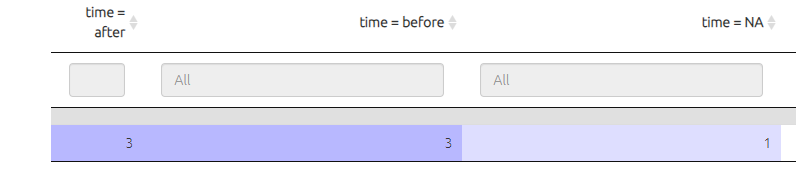 time =
after
time = before
time = NA
All
All
3
3
1